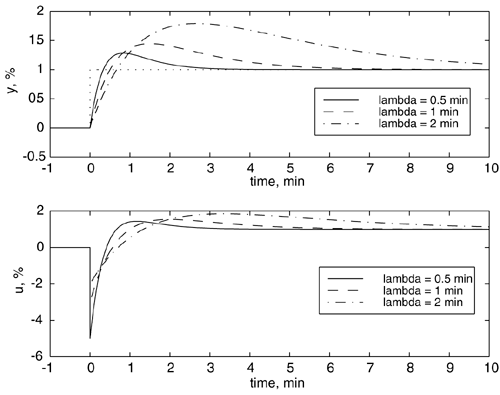 2
1.5
1
0.5
0
-0.5
y, %
lambda = 0.5 min
lambda = 1 min
lambda = 2 min
-1 0 1 2 3 4 5 6 7 8 9 10
time, min
2
0
-2
-4
-6
u, %
lambda = 0.5 min
lambda = 1 min
lambda = 2 min
-1 0 1 2 3 4 5 6 7 8 9 10
time, min